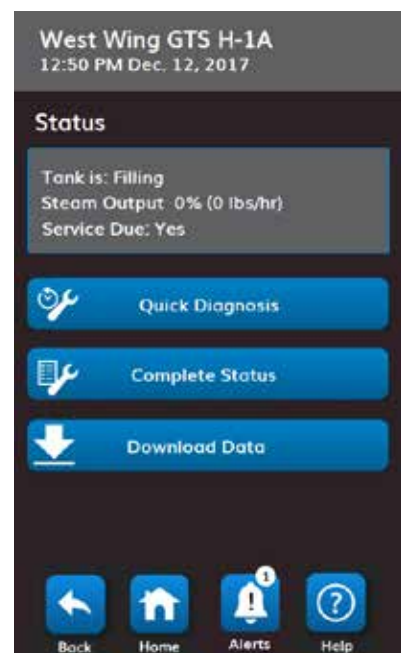 West Wing GTS H-1A
12:50 PM Dec. 12, 2017
Status
Tank is: Filling
Steam Output 0% (0 lbs/hr)
Service Due: Yes
Quick Diagnosis
Complete Status
Download Data
1
Back Home Alerts Help